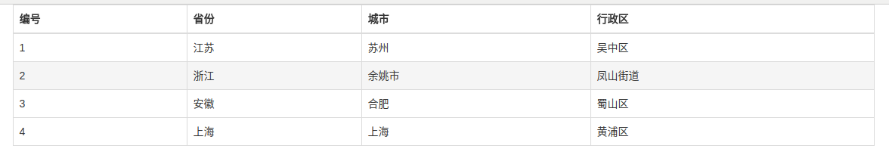 编号 省份 城市 行政区
1 江苏 苏州 吴中区
2 浙江 余姚市 凤山街道
3 安徽 合肥 蜀山区
4 上海 上海 黄浦区